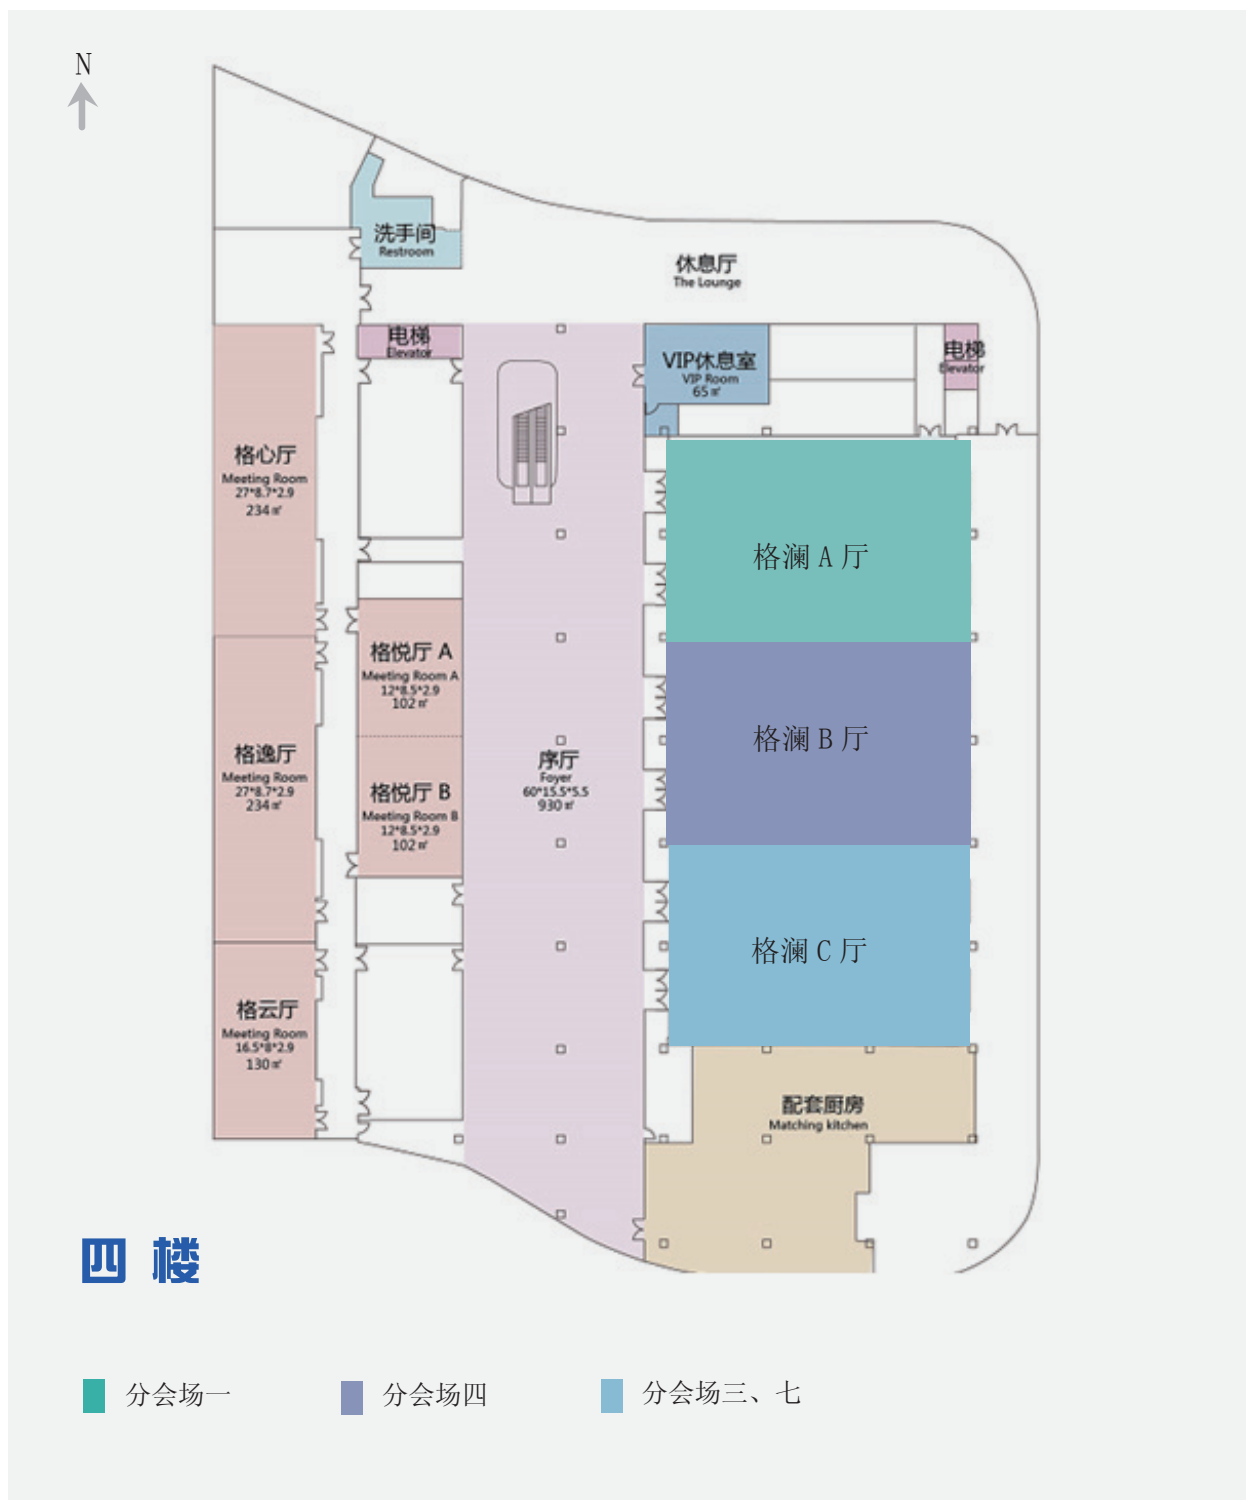 N
洗手间
Restroom
休息厅
The Lounge
电梯
Elevator
VIP休息室
VIP Room
65㎡
电梯
Elevator
格心厅
Meeting Room
27*8.7*2.9
234㎡
格澜A厅
格悦厅 A
Meeting Room A
12*8.5*2.9
102㎡
格逸厅
Meeting Room
27*8.7*2.9
234㎡
格悦厅 B
Meeting Room B
12*8.5*2.9
102㎡
序厅
Foyer
60*15.5*5.5
930㎡
格澜B厅
格澜C厅
格云厅
Meeting Room
16.5*8*2.9
130㎡
配套厨房
Matching kitchen
四 楼
分会场一
分会场四
分会场三、七